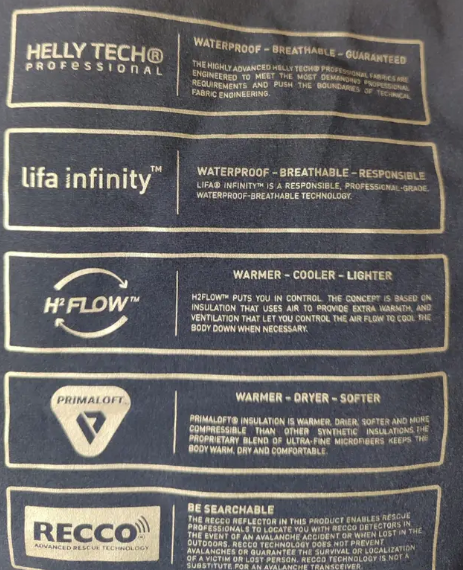 HELLY TECH®
PROFESSIONAL
WATERPROOF - BREATHABLE - GUARANTEED
THE HIGHLY ADVANCED HELLY TECH® PROFESSIONAL FABRICS ARE
ENGINEERED TO MEET THE MOST DEMANDING PROFESSIONAL
REQUIREMENTS AND PUSH THE BOUNDARIES OF TECHNICAL
FABRIC ENGINEERING.
lifa infinity™
WATERPROOF - BREATHABLE - RESPONSIBLE
LIFA® INFINITY™ IS A RESPONSIBLE, PROFESSIONAL-GRADE,
WATERPROOF-BREATHABLE TECHNOLOGY.
H² FLOW™
WARMER - COOLER - LIGHTER
H2FLOW™ PUTS YOU IN CONTROL. THE CONCEPT IS BASED ON
INSULATION THAT USES AIR TO PROVIDE EXTRA WARMTH, AND
VENTILATION THAT LET YOU CONTROL THE AIR FLOW TO COOL THE
BODY DOWN WHEN NECESSARY.
PRIMALOFT
WARMER - DRYER - SOFTER
PRIMALOFT® INSULATION IS WARMER, DRIER, SOFTER AND MORE
COMPRESSIBLE THAN OTHER SYNTHETIC INSULATIONS. THE
PROPRIETARY BLEND OF ULTRA-FINE MICROFIBERS KEEPS THE
BODY WARM, DRY AND COMFORTABLE.
RECCO
ADVANCED RESCUE TECHNOLOGY
BE SEARCHABLE
THE RECCO REFLECTOR IN THIS PRODUCT ENABLES RESCUE
PROFESSIONALS TO LOCATE YOU WITH RECCO DETECTORS IN
THE EVENT OF AN AVALANCHE ACCIDENT OR WHEN LOST IN THE
OUTDOORS. RECCO TECHNOLOGY DOES NOT PREVENT
AVALANCHES OR GUARANTEE THE SURVIVAL OR LOCALIZATION
OF A VICTIM OR LOST PERSON. RECCO TECHNOLOGY IS NOT A
SUBSTITUTE FOR AN AVALANCHE TRANSCEIVER.